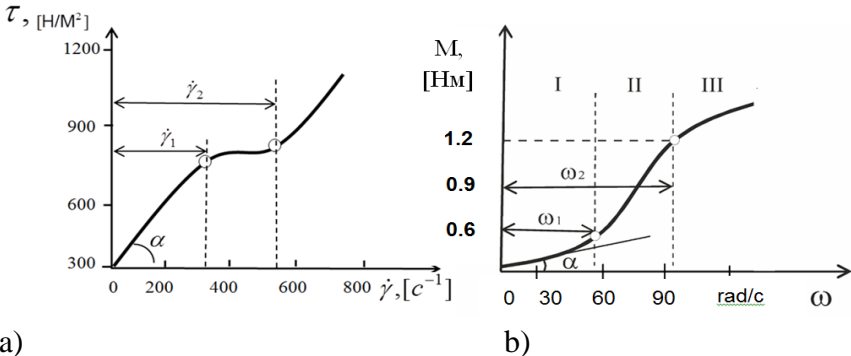 τ, [Н/М²]
1200
900
600
300
γ̇₂
γ̇₁
α
0 200 400 600 800 γ̇,[c⁻¹]
a)
М,
[Нм]
1.2
0.9
0.6
I II III
ω₂
ω₁
α
0 30 60 90 rad/c ω
b)